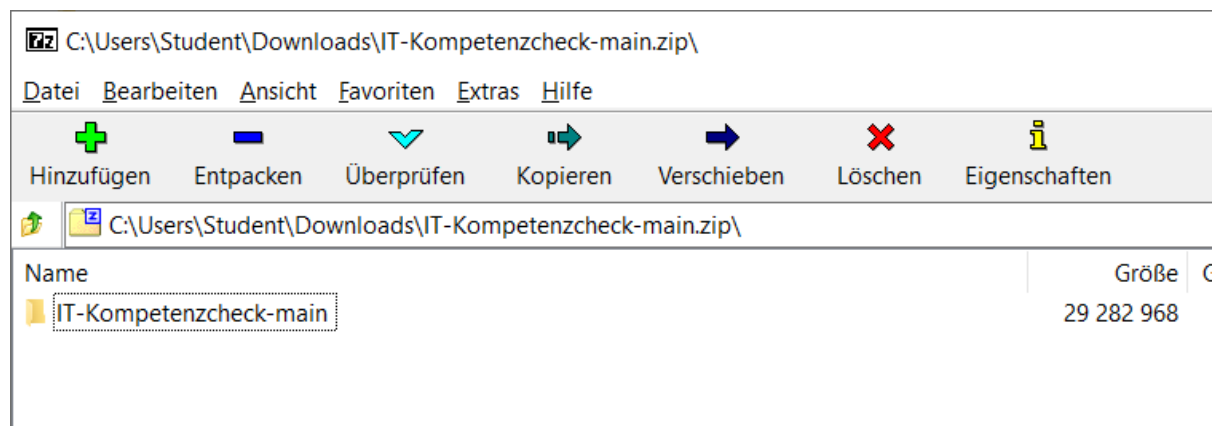 C:\Users\Student\Downloads\IT-Kompetenzcheck-main.zip\
Datei Bearbeiten Ansicht Favoriten Extras Hilfe
Hinzufügen Entpacken Überprüfen Kopieren Verschieben Löschen Eigenschaften
C:\Users\Student\Downloads\IT-Kompetenzcheck-main.zip\
Name Größe
IT-Kompetenzcheck-main 29 282 968